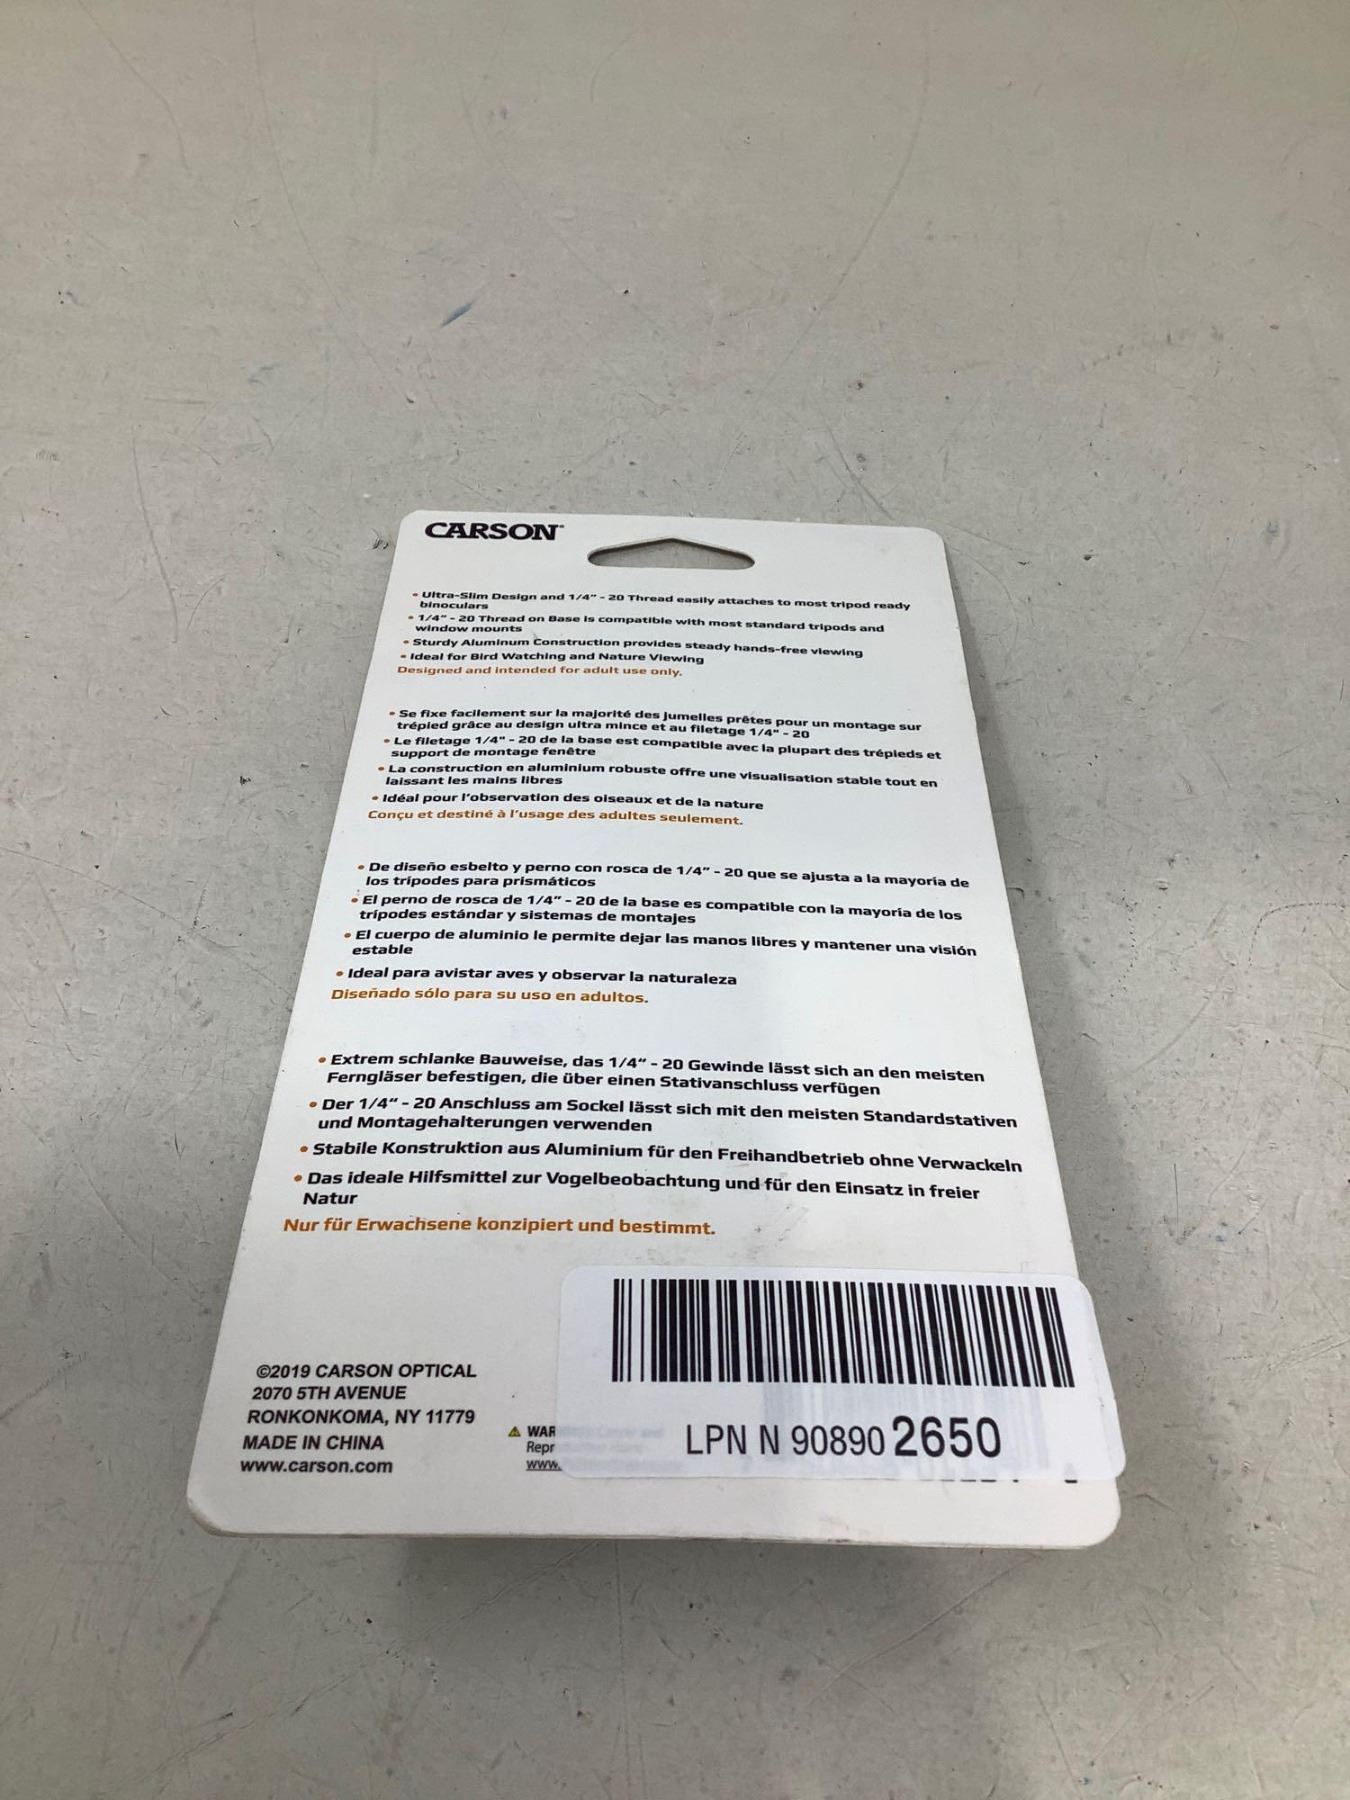 CARSON®
• Ultra-Slim Design and 1/4" - 20 Thread easily attaches to most tripod ready
binoculars
• 1/4" - 20 Thread on Base is compatible with most standard tripods and
window mounts
• Sturdy Aluminum Construction provides steady hands-free viewing
• Ideal for Bird Watching and Nature Viewing
Designed and intended for adult use only.
• Se fixe facilement sur la majorité des jumelles prêtes pour un montage sur
trépied grâce au design ultra mince et au filetage 1/4" - 20
• Le filetage 1/4" - 20 de la base est compatible avec la plupart des trépieds et
support de montage fenêtre
• La construction en aluminium robuste offre une visualisation stable tout en
laissant les mains libres
• Idéal pour l'observation des oiseaux et de la nature
Conçu et destiné à l'usage des adultes seulement.
• De diseño esbelto y perno con rosca de 1/4" - 20 que se ajusta a la mayoría de
los trípodes para prismáticos
• El perno de rosca de 1/4" - 20 de la base es compatible con la mayoría de los
trípodes estándar y sistemas de montajes
• El cuerpo de aluminio le permite dejar las manos libres y mantener una visión
estable
• Ideal para avistar aves y observar la naturaleza
Diseñado sólo para su uso en adultos.
• Extrem schlanke Bauweise, das 1/4“ - 20 Gewinde lässt sich an den meisten
Ferngläser befestigen, die über einen Stativanschluss verfügen
• Der 1/4“ - 20 Anschluss am Sockel lässt sich mit den meisten Standardstativen
und Montagehalterungen verwenden
• Stabile Konstruktion aus Aluminium für den Freihandbetrieb ohne Verwackeln
• Das ideale Hilfsmittel zur Vogelbeobachtung und für den Einsatz in freier
Natur
Nur für Erwachsene konzipiert und bestimmt.
©2019 CARSON OPTICAL
2070 5TH AVENUE
RONKONKOMA, NY 11779
MADE IN CHINA
www.carson.com
WAR
Repr
www.
LPN N 90890 2650